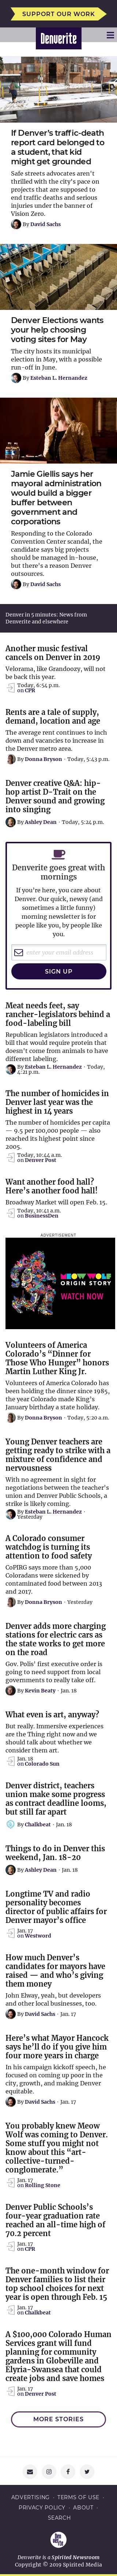 SUPPORT OUR WORK
Denverite
If Denver's traffic-death
report card belonged to
a student, that kid
might get grounded
Safe streets advocates aren't
thrilled with the city's pace on
projects that are supposed to
end traffic deaths and serious
injuries under the banner of
Vision Zero.
By David Sachs
Denver Elections wants
your help choosing
voting sites for May
The city hosts its municipal
election in May, with a possible
run-off in June.
By Esteban L. Hernandez
Jamie Giellis says her
mayoral administration
would build a bigger
buffer between
government and
corporations
Responding to the Colorado
Convention Center scandal, the
candidate says big projects
should be managed in-house,
but there's a reason Denver
outsources.
By David Sachs
Denver in 5 minutes: News from
Denverite and elsewhere
Another music festival
cancels on Denver in 2019
Velorama, like Grandoozy, will not
be back this year.
Today, 6:54 p.m.
on CPR
Rents are a tale of supply,
demand, location and age
The average rent continues to inch
down as vacancies to increase in
the Denver metro area.
By Donna Bryson · Today, 5:43 p.m.
Denver creative Q&A: hip-
hop artist D-Trait on the
Denver sound and growing
into singing
By Ashley Dean · Today, 5:24 p.m.
Denverite goes great with
mornings
If you're here, you care about
Denver. Our quick, newsy (and
sometimes a little funny)
morning newsletter is for
people like you, by people like
you.
enter your email address
SIGN UP
Meat needs feet, say
rancher-legislators behind a
food-labeling bill
Republican legislators introduced a
bill that would require protein that
doesn't come from animals to have
different labeling.
By Esteban L. Hernandez · Today,
4:21 p.m.
The number of homicides in
Denver last year was the
highest in 14 years
The number of homicides per capita
— 9.5 per 100,000 people — also
reached its highest point since
2005.
Today, 10:44 a.m.
on Denver Post
Want another food hall?
Here's another food hall!
Broadway Market will open Feb. 15.
Today, 10:41 a.m.
on BusinessDen
ADVERTISEMENT
MEOW WOLF
ORIGIN STORY
WATCH NOW
Volunteers of America
Colorado's "Dinner for
Those Who Hunger" honors
Martin Luther King Jr.
Volunteers of America Colorado has
been holding the dinner since 1985,
the year Colorado made King's
January birthday a state holiday.
By Donna Bryson · Today, 5:20 a.m.
Young Denver teachers are
getting ready to strike with a
mixture of confidence and
nervousness
With no agreement in sight for
negotiations between the teacher's
union and Denver Public Schools, a
strike is likely coming.
By Esteban L. Hernandez ·
Yesterday
A Colorado consumer
watchdog is turning its
attention to food safety
CoPIRG says more than 5,000
Coloradans were sickened by
contaminated food between 2013
and 2017.
By Donna Bryson · Yesterday
Denver adds more charging
stations for electric cars as
the state works to get more
on the road
Gov. Polis' first executive order is
going to need support from local
governments to really take off.
By Kevin Beaty · Jan. 18
What even is art, anyway?
But really. Immersive experiences
are the Thing right now and we
should talk about whether we
consider them art.
Jan. 18
on Colorado Sun
Denver district, teachers
union make some progress
as contract deadline looms,
but still far apart
By Chalkbeat · Jan. 18
Things to do in Denver this
weekend, Jan. 18-20
By Ashley Dean · Jan. 18
Longtime TV and radio
personality becomes
director of public affairs for
Denver mayor's office
Jan. 17
on Westword
How much Denver's
candidates for mayors have
raised — and who's giving
them money
John Elway, yeah, but developers
and other local businesses, too.
By David Sachs · Jan. 17
Here's what Mayor Hancock
says he'll do if you give him
four more years in charge
In his campaign kickoff speech, he
focused on coming up poor in the
city, growth, and making Denver
equitable.
By David Sachs · Jan. 17
You probably knew Meow
Wolf was coming to Denver.
Some stuff you might not
know about this "art-
collective-turned-
conglomerate."
Jan. 17
on Rolling Stone
Denver Public Schools's
four-year graduation rate
reached an all-time high of
70.2 percent
Jan. 17
on CPR
The one-month window for
Denver families to list their
top school choices for next
year is open through Feb. 15
Jan. 17
on Chalkbeat
A $100,000 Colorado Human
Services grant will fund
planning for community
gardens in Globeville and
Elyria-Swansea that could
create jobs and save homes
Jan. 17
on Denver Post
MORE STORIES
ADVERTISING · TERMS OF USE ·
PRIVACY POLICY · ABOUT ·
SEARCH
Denverite is a Spirited Newsroom
Copyright © 2019 Spirited Media